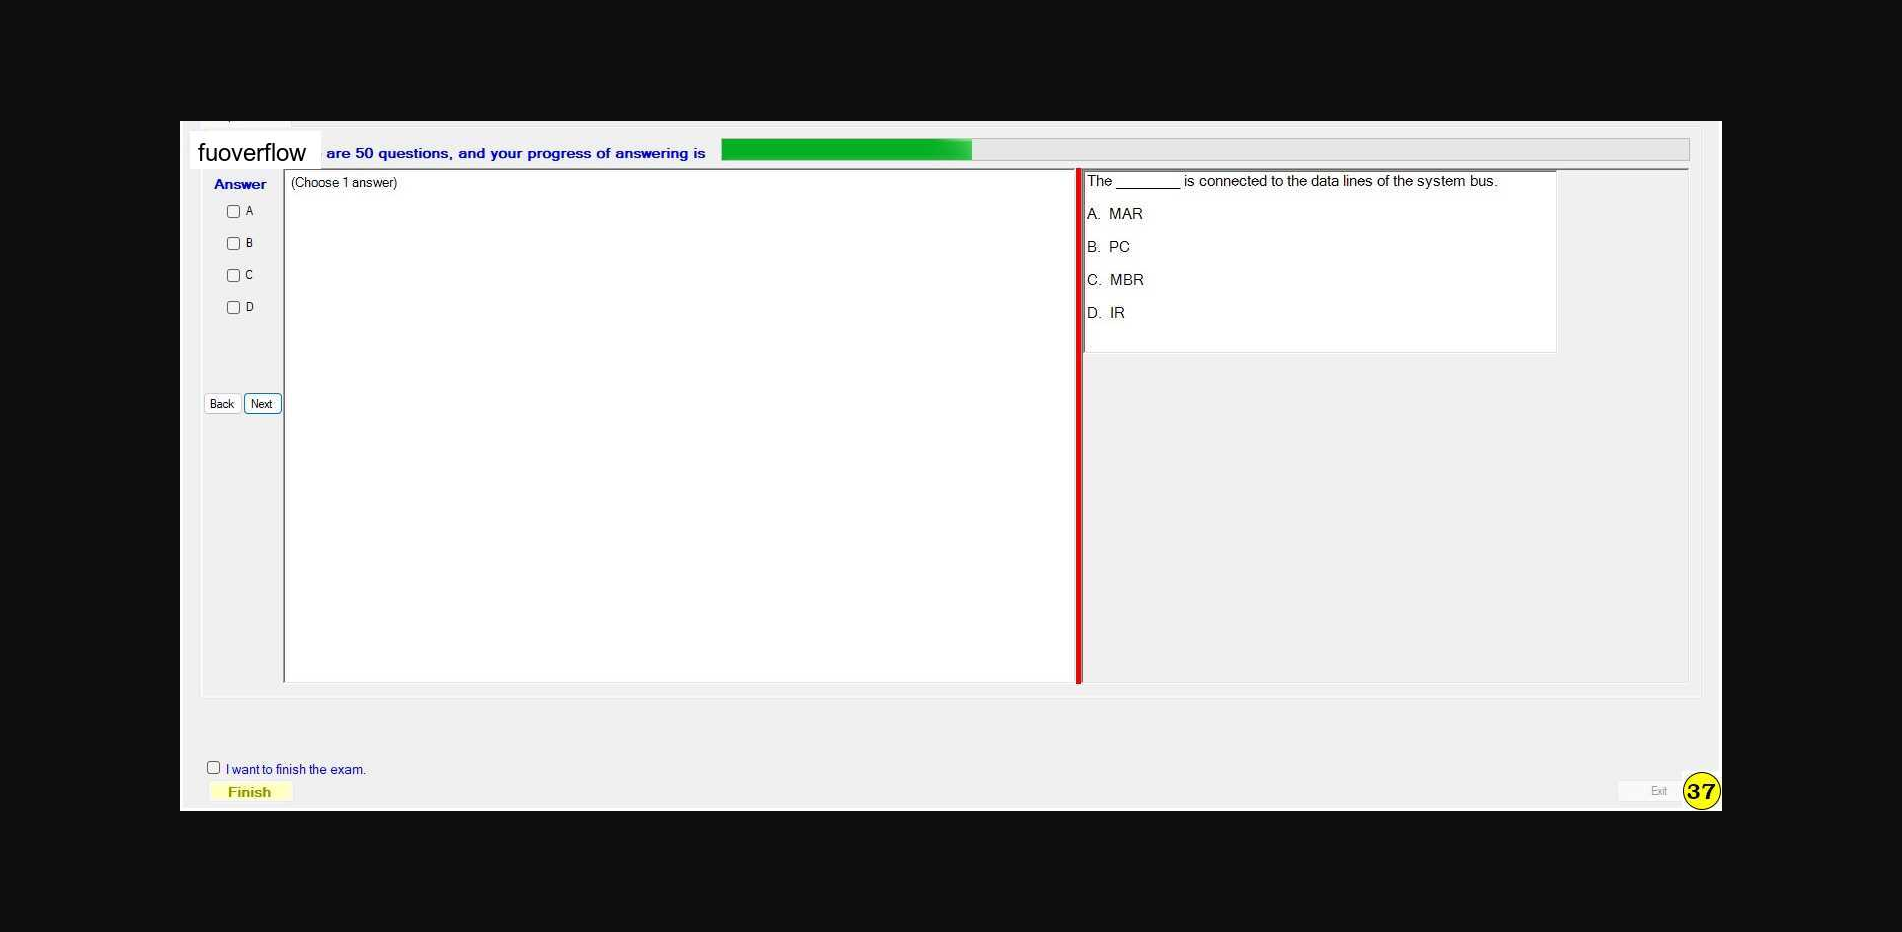 fuoverflow are 50 questions, and your progress of answering is
Answer
(Choose 1 answer)
A
B
C
D
Back Next
The ________ is connected to the data lines of the system bus.
A. MAR
B. PC
C. MBR
D. IR
I want to finish the exam.
Finish
Exit
37